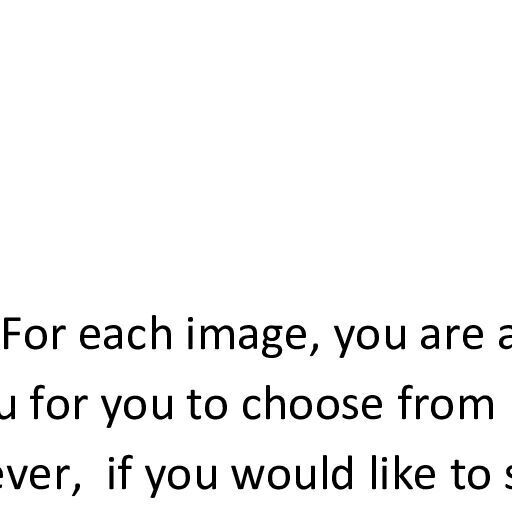 For each image, you are a
u for you to choose from
ever, if you would like to s